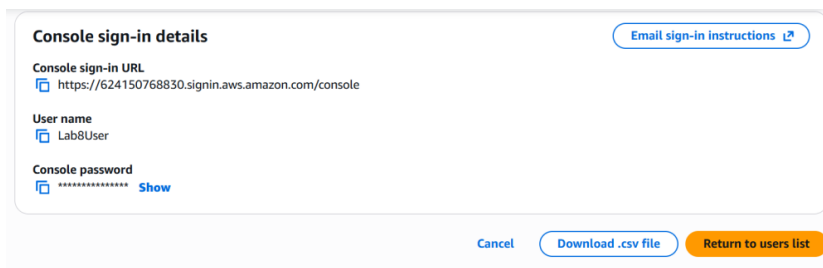 Console sign-in details
Email sign-in instructions
Console sign-in URL
https://624150768830.signin.aws.amazon.com/console
User name
Lab8User
Console password
*************** Show
Cancel
Download .csv file
Return to users list